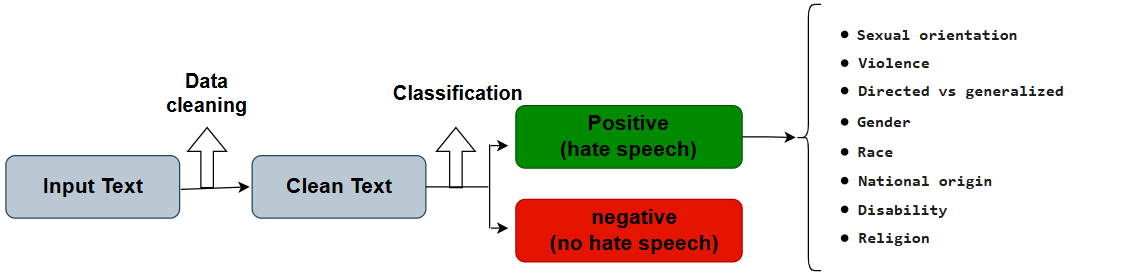 Data
cleaning
Classification
Input Text
Clean Text
Positive
(hate speech)
negative
(no hate speech)
Sexual orientation
Violence
Directed vs generalized
Gender
Race
National origin
Disability
Religion